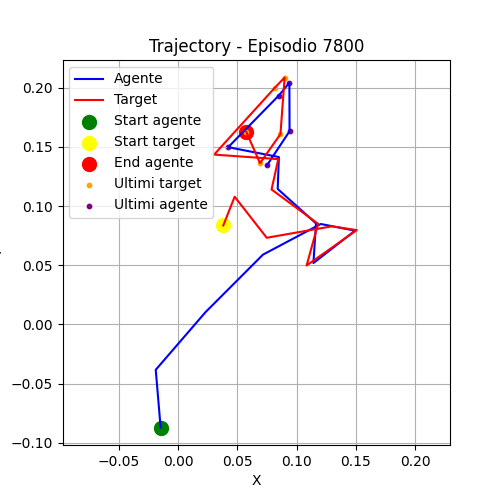 Trajectory - Episodio 7800
Agente
Target
Start agente
Start target
End agente
Ultimi target
Ultimi agente
0.20
0.15
0.10
0.05
0.00
−0.05
−0.10
−0.05
0.00
0.05
0.10
0.15
0.20
X